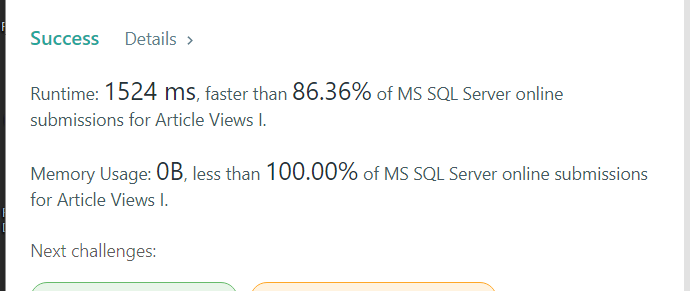 Success Details >
Runtime: 1524 ms, faster than 86.36% of MS SQL Server online
submissions for Article Views I.
Memory Usage: 0B, less than 100.00% of MS SQL Server online submissions
for Article Views I.
Next challenges: